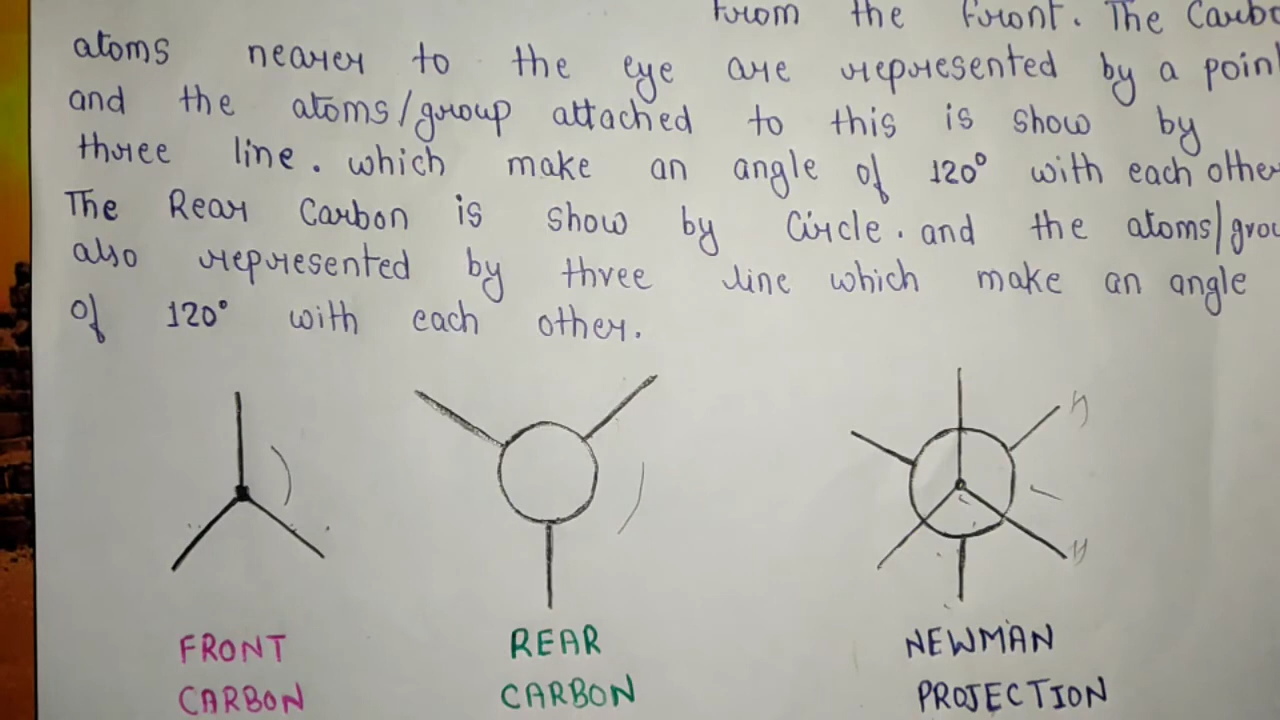 from the front. The Carbo
atoms nearer to the eye are represented by a point
and the atoms/group attached to this is show by
three line. which make an angle of 120° with each other
The Rear Carbon is show by Circle. and the atoms/grou
also represented by three line which make an angle
of 120° with each other.
H
H
FRONT
CARBON
REAR
CARBON
NEWMAN
PROJECTION